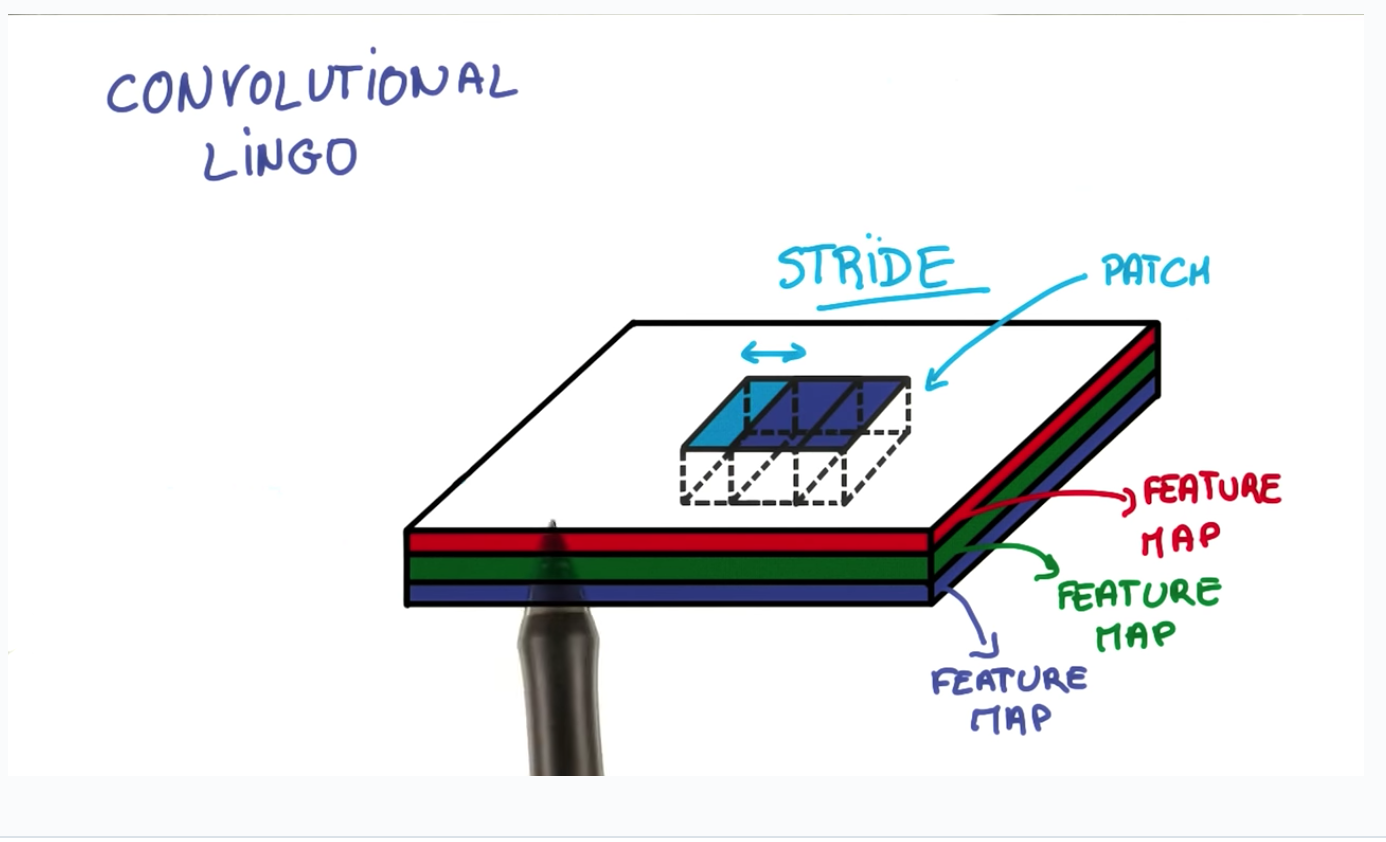 CONVOLUTIONAL
LiNGO
STRiDE
PATCH
FEATURE
MAP
FEATURE
MAP
FEATURE
MAP